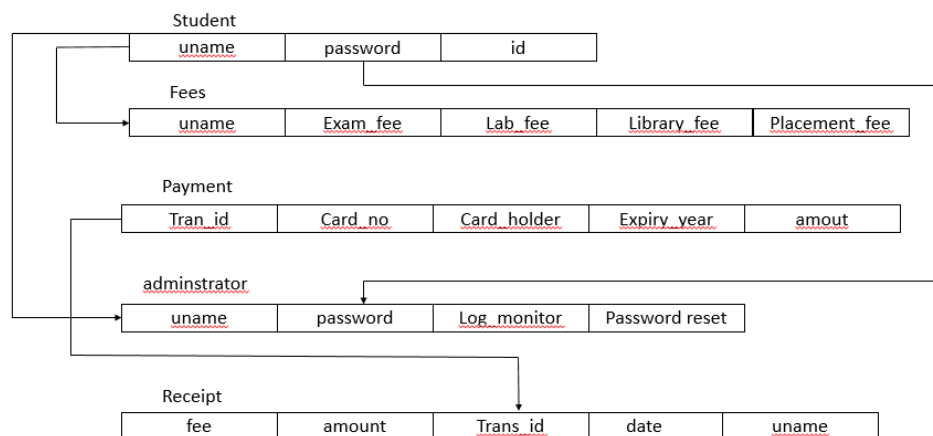 Student
uname password id
Fees
uname Exam_fee Lab_fee Library_fee Placement_fee
Payment
Tran_id Card_no Card_holder Expiry_year amout
adminstrator
uname password Log_monitor Password reset
Receipt
fee amount Trans_id date uname